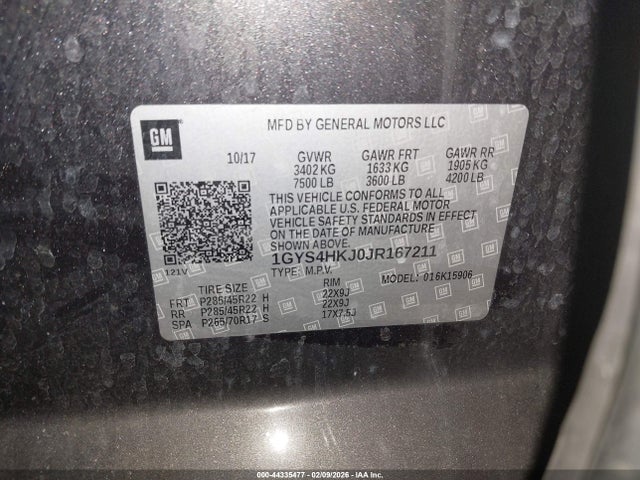 GM
MFD BY GENERAL MOTORS LLC
10/17 GVWR GAWR FRT GAWR RR
3402 KG 1633 KG 1905 KG
7500 LB 3600 LB 4200 LB
THIS VEHICLE CONFORMS TO ALL
APPLICABLE U.S. FEDERAL MOTOR
VEHICLE SAFETY STANDARDS IN EFFECT
ON THE DATE OF MANUFACTURE
SHOWN ABOVE.
1GYS4HKJ0JR167211
121V TYPE: M.P.V. 016K15906
TIRE SIZE RIM
FRT P285/45R22 H 22X9J
RR P285/45R22 H 22X9J
SPA P265/70R17 S 17X7.5J
000-44335477 02/09/2026 IAA Inc.